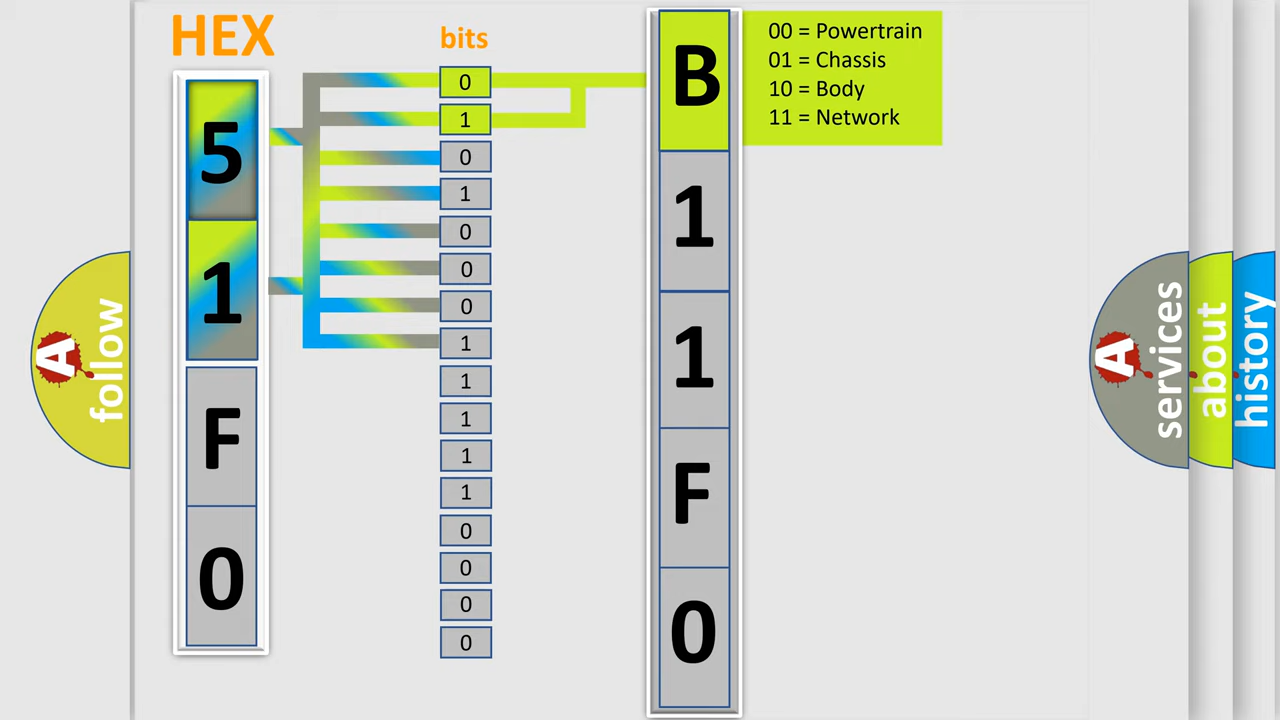 HEX
bits
5
1
F
0
0
1
0
1
0
0
0
1
1
1
1
1
0
0
0
0
B
1
1
F
0
00 = Powertrain
01 = Chassis
10 = Body
11 = Network
A follow
A services
about
history